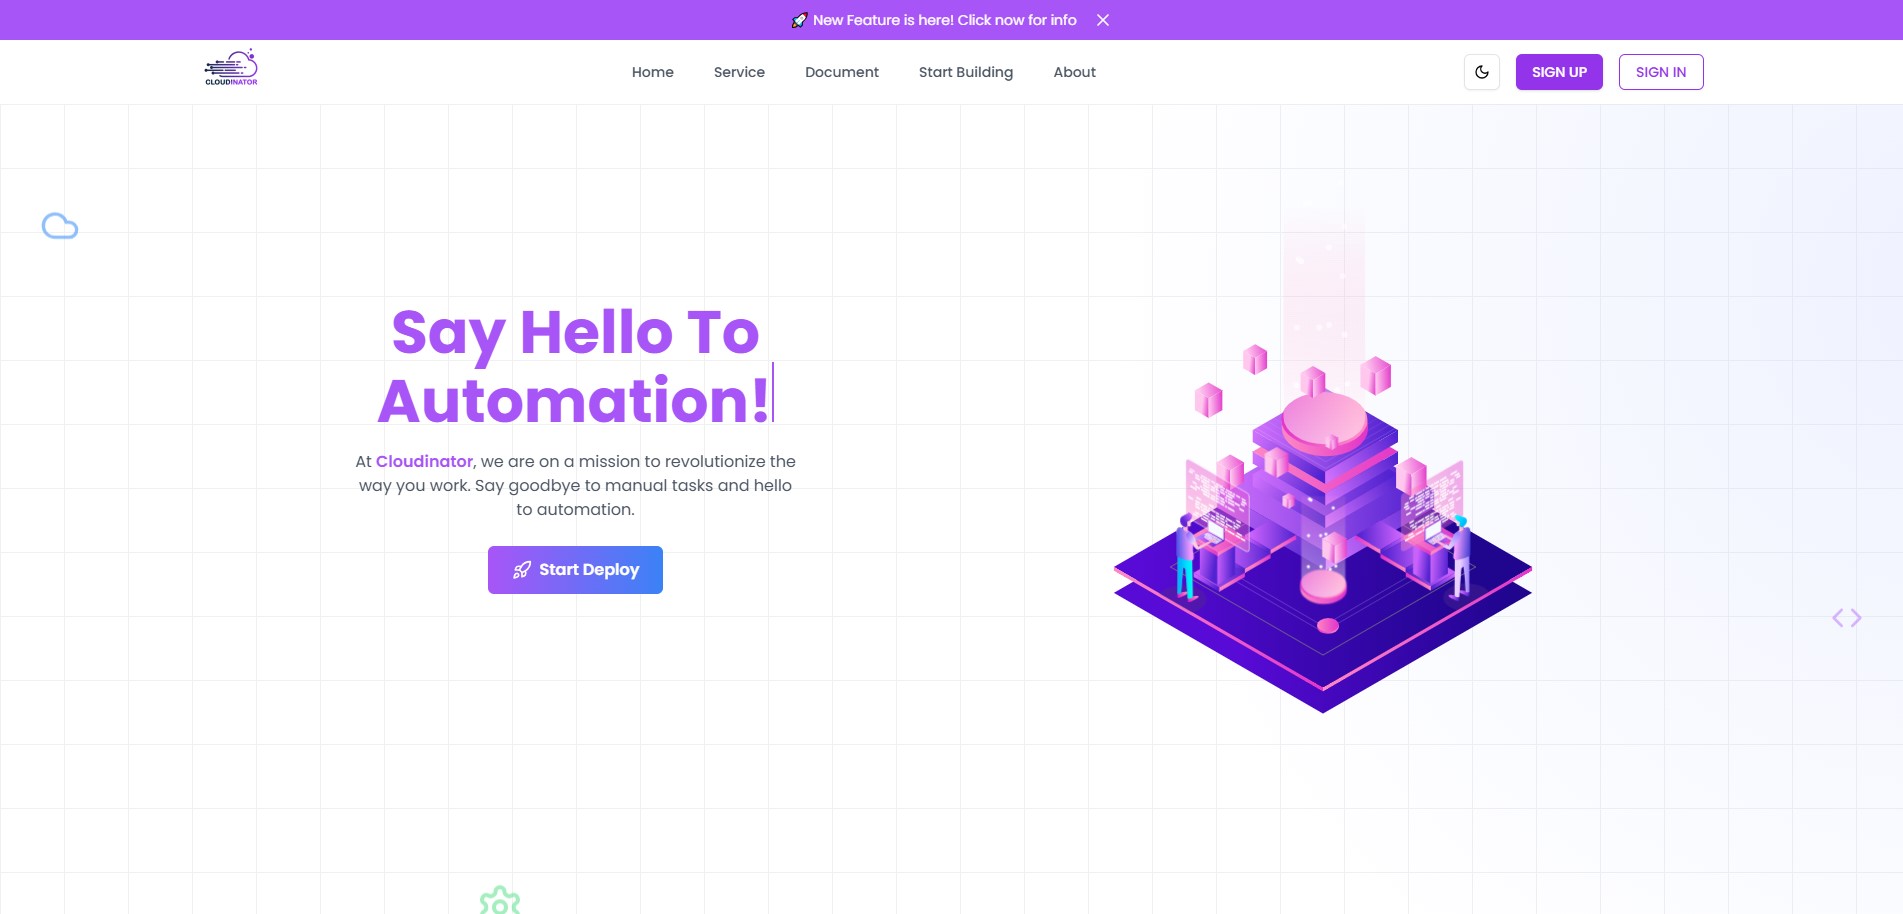 🚀 New Feature is here! Click now for info
CLOUDINATOR
Home
Service
Document
Start Building
About
SIGN UP
SIGN IN
Say Hello To
Automation!
At Cloudinator, we are on a mission to revolutionize the
way you work. Say goodbye to manual tasks and hello
to automation.
Start Deploy